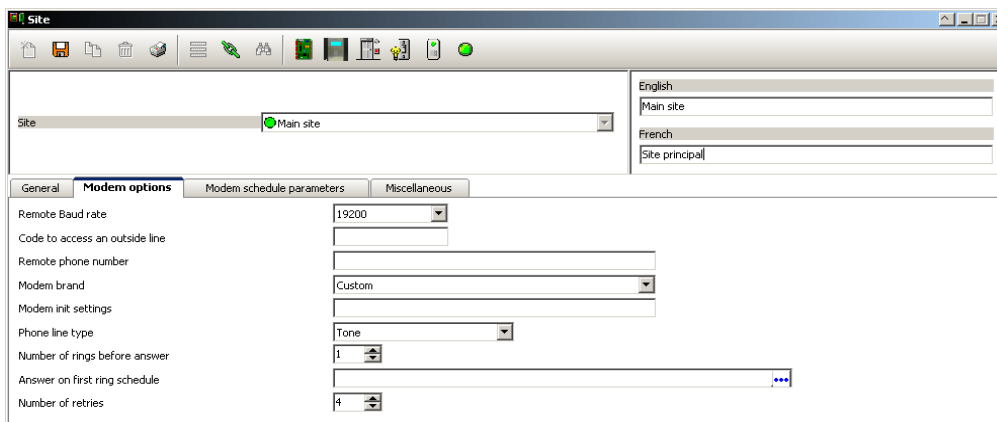 Site
English
Main site
Site
Main site
French
Site principal
General
Modem options
Modem schedule parameters
Miscellaneous
Remote Baud rate
19200
Code to access an outside line
Remote phone number
Modem brand
Custom
Modem init settings
Phone line type
Tone
Number of rings before answer
1
Answer on first ring schedule
Number of retries
4